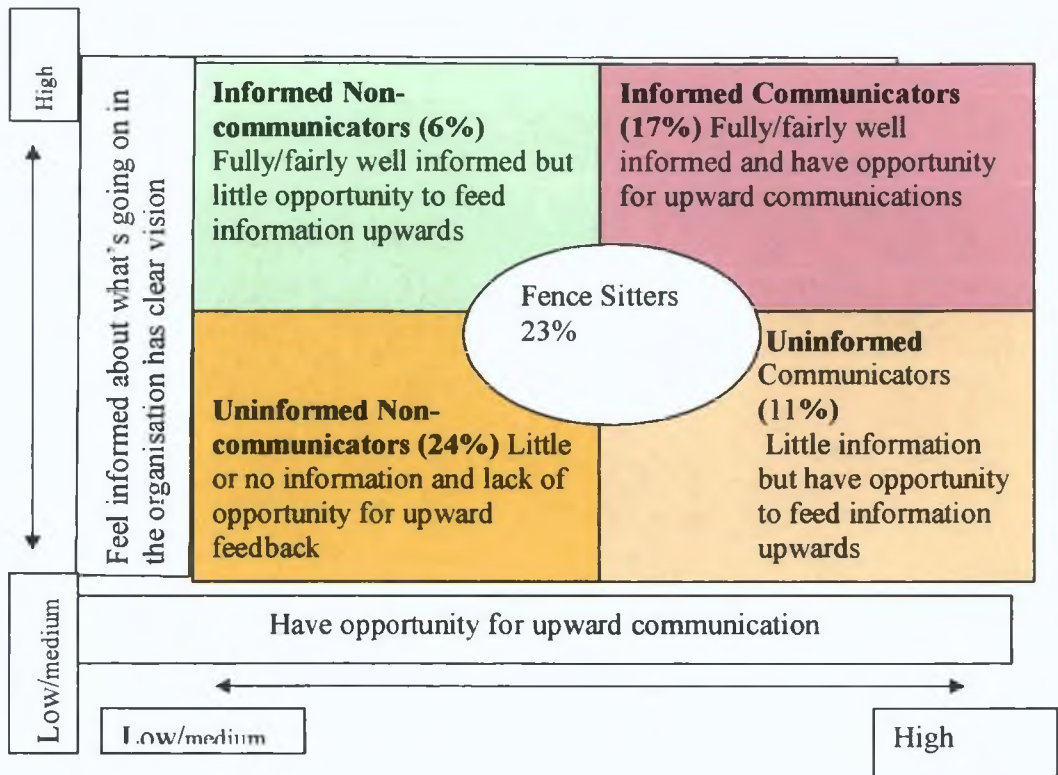 High
Feel informed about what's going on in
the organisation has clear vision
Informed Non-
communicators (6%)
Fully/fairly well informed but
little opportunity to feed
information upwards
Informed Communicators
(17%) Fully/fairly well
informed and have opportunity
for upward communications
Fence Sitters
23%
Uninformed Non-
communicators (24%) Little
or no information and lack of
opportunity for upward
feedback
Uninformed
Communicators
(11%)
Little information
but have opportunity
to feed information
upwards
Low/medium
Have opportunity for upward communication
Low/medium
High